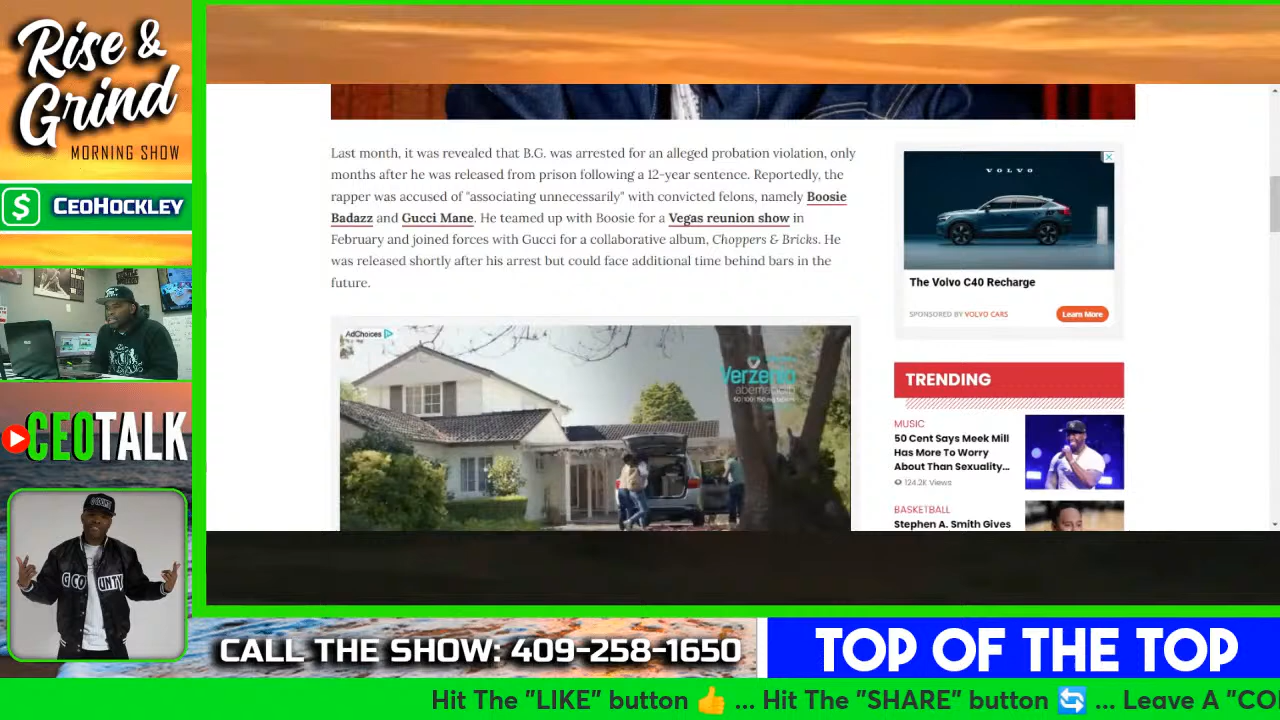 Rise &
Grind
MORNING SHOW
$ CEOHOCKLEY
CEOTALK
G COUNTY
Last month, it was revealed that B.G. was arrested for an alleged probation violation, only
months after he was released from prison following a 12-year sentence. Reportedly, the
rapper was accused of "associating unnecessarily" with convicted felons, namely Boosie
Badazz and Gucci Mane. He teamed up with Boosie for a Vegas reunion show in
February and joined forces with Gucci for a collaborative album, Choppers & Bricks. He
was released shortly after his arrest but could face additional time behind bars in the
future.
AdChoices
Verzenio
abemaciclib
VOLVO
The Volvo C40 Recharge
SPONSORED BY VOLVO CARS
Learn More
TRENDING
MUSIC
50 Cent Says Meek Mill
Has More To Worry
About Than Sexuality...
124.2K Views
BASKETBALL
Stephen A. Smith Gives
CALL THE SHOW: 409-258-1650
TOP OF THE TOP
Hit The "LIKE" button 👍 ... Hit The "SHARE" button 🔄 ... Leave A "CO